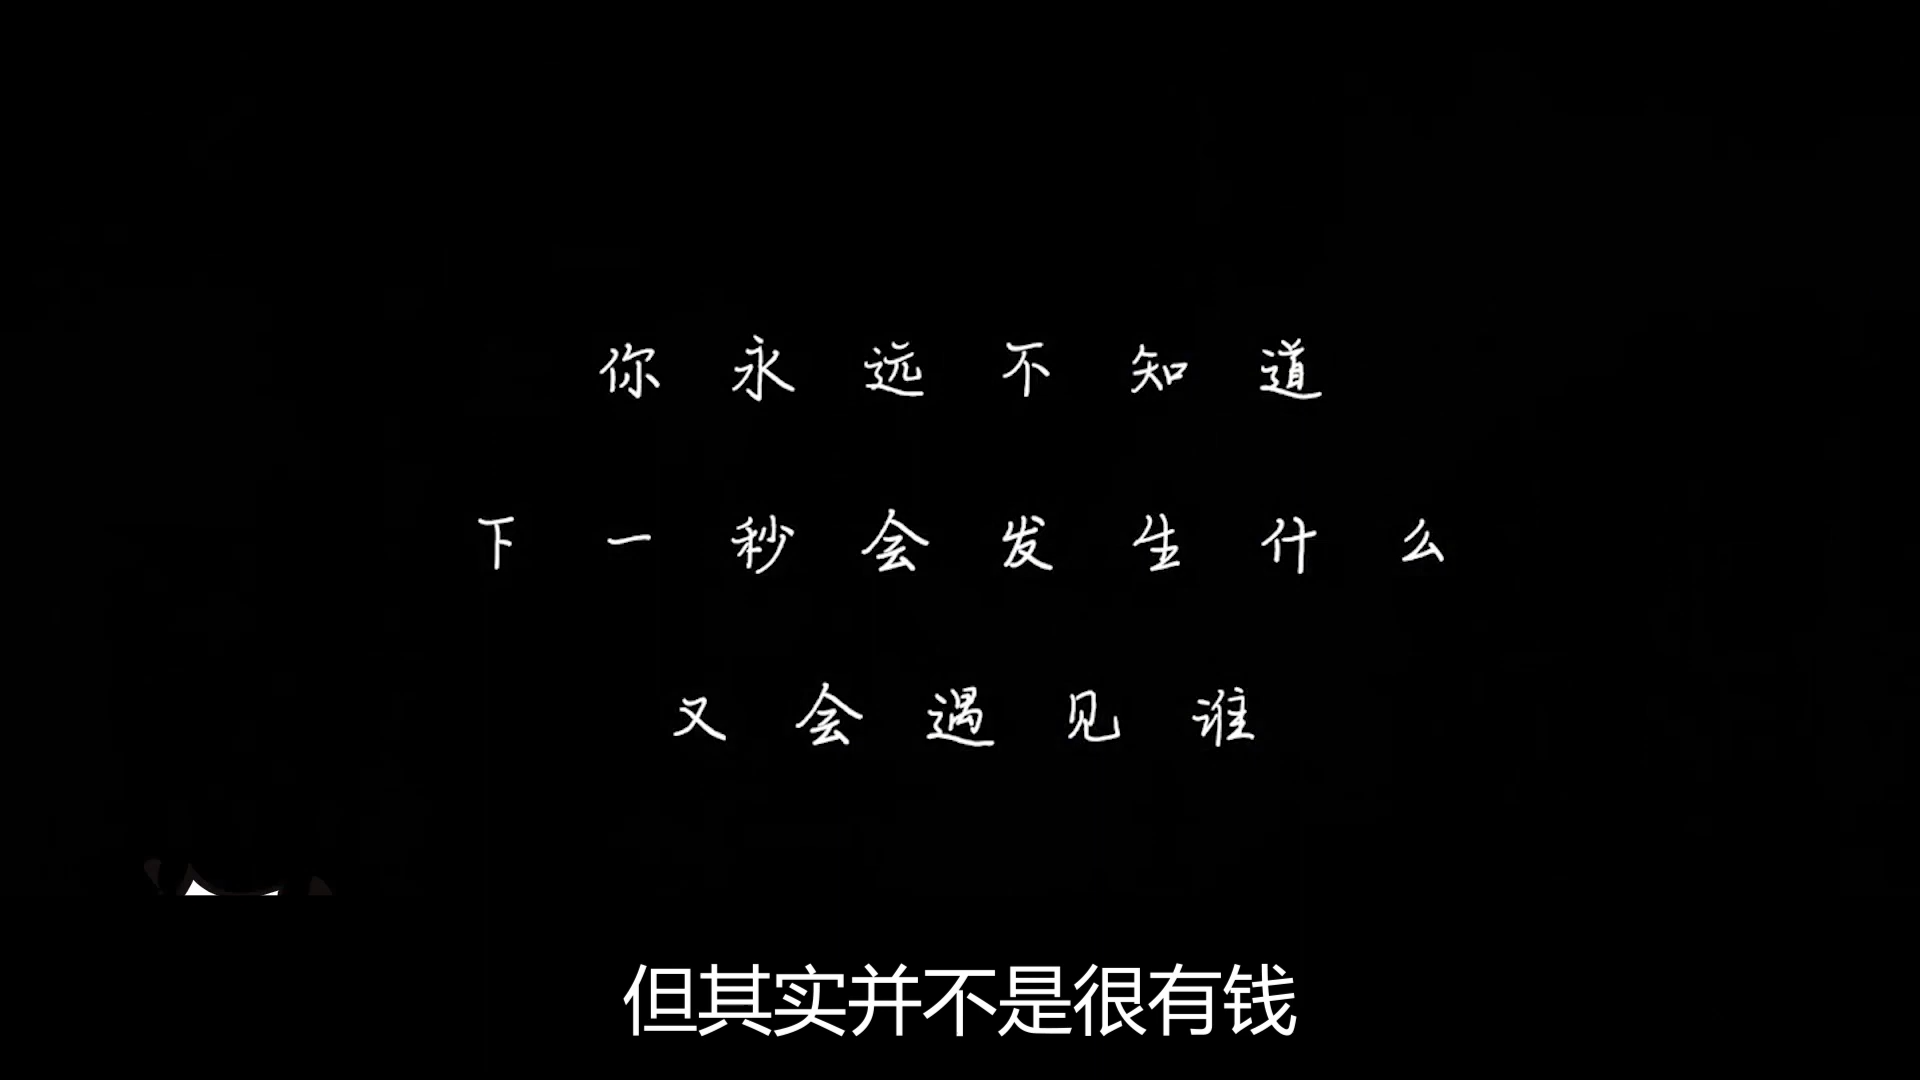 你永远不知道
下一秒会发生什么
又会遇见谁
但其实并不是很有钱